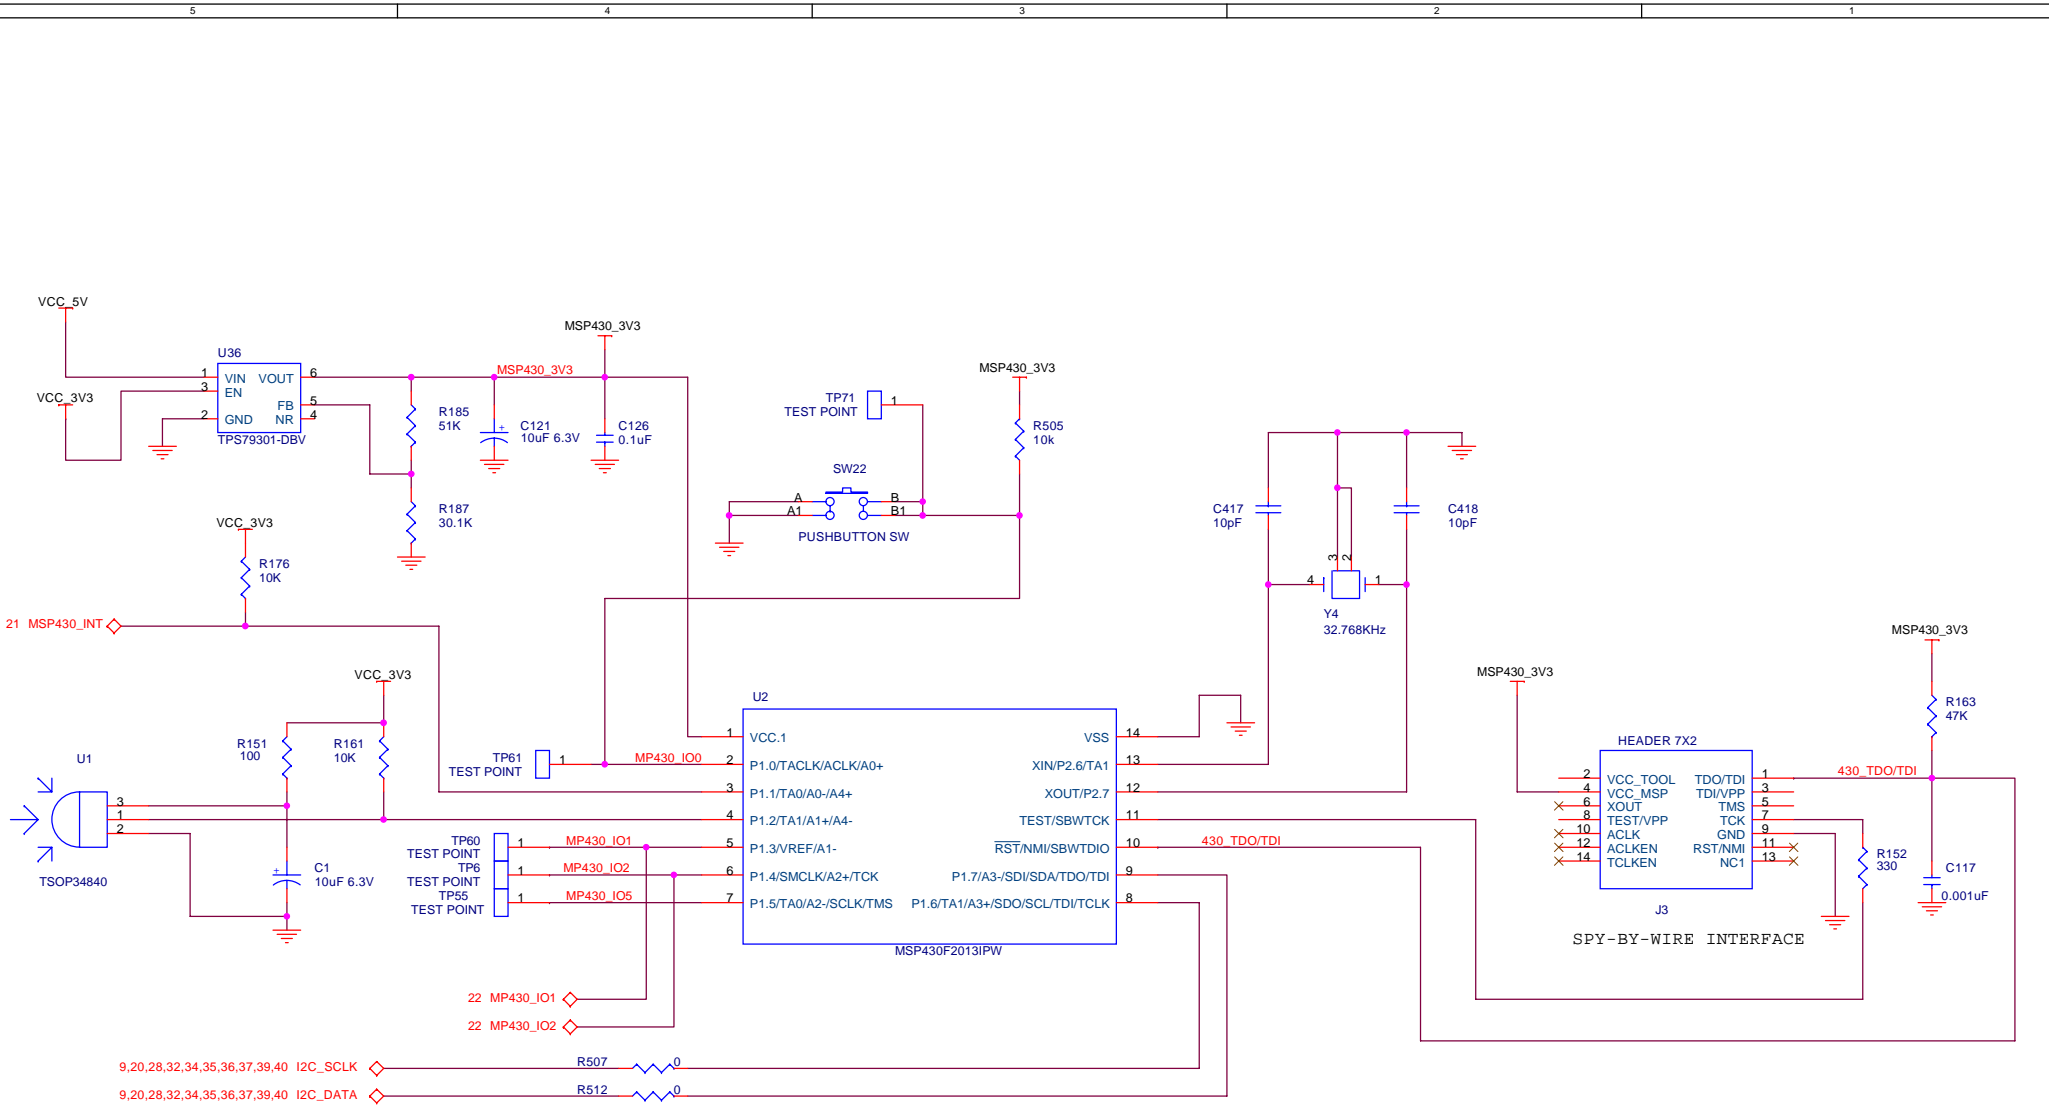 5 4 3 2 1
VCC_5V
MSP430_3V3
U36
1 VIN VOUT 6
3 EN
FB 5
2 GND NR 4
TPS79301-DBV
VCC_3V3
MSP430_3V3
R185
51K
C121
10uF 6.3V
C126
0.1uF
R187
30.1K
TP71
TEST POINT
1
MSP430_3V3
R505
10k
SW22
A B
A1 B1
PUSHBUTTON SW
C417
10pF
C418
10pF
3 2
4 1
Y4
32.768KHz
VCC_3V3
R176
10K
21 MSP430_INT
VCC_3V3
R151
100
R161
10K
U1
3
1
2
TSOP34840
C1
10uF 6.3V
TP61
TEST POINT
1
MP430_IO0
TP60
TEST POINT
1
MP430_IO1
TP6
TEST POINT
1
MP430_IO2
TP55
TEST POINT
1
MP430_IO5
U2
1 VCC.1 VSS 14
2 P1.0/TACLK/ACLK/A0+ XIN/P2.6/TA1 13
3 P1.1/TA0/A0-/A4+ XOUT/P2.7 12
4 P1.2/TA1/A1+/A4- TEST/SBWTCK 11
5 P1.3/VREF/A1- RST/NMI/SBWTDIO 10
6 P1.4/SMCLK/A2+/TCK P1.7/A3-/SDI/SDA/TDO/TDI 9
7 P1.5/TA0/A2-/SCLK/TMS P1.6/TA1/A3+/SDO/SCL/TDI/TCLK 8
MSP430F2013IPW
430_TDO/TDI
MSP430_3V3
HEADER 7X2
2 VCC_TOOL TDO/TDI 1
4 VCC_MSP TDI/VPP 3
6 XOUT TMS 5
8 TEST/VPP TCK 7
10 ACLK GND 9
12 ACLKEN RST/NMI 11
14 TCLKEN NC1 13
J3
SPY-BY-WIRE INTERFACE
MSP430_3V3
R163
47K
430_TDO/TDI
R152
330
C117
0.001uF
22 MP430_IO1
22 MP430_IO2
9,20,28,32,34,35,36,37,39,40 I2C_SCLK
R507 0
9,20,28,32,34,35,36,37,39,40 I2C_DATA
R512 0